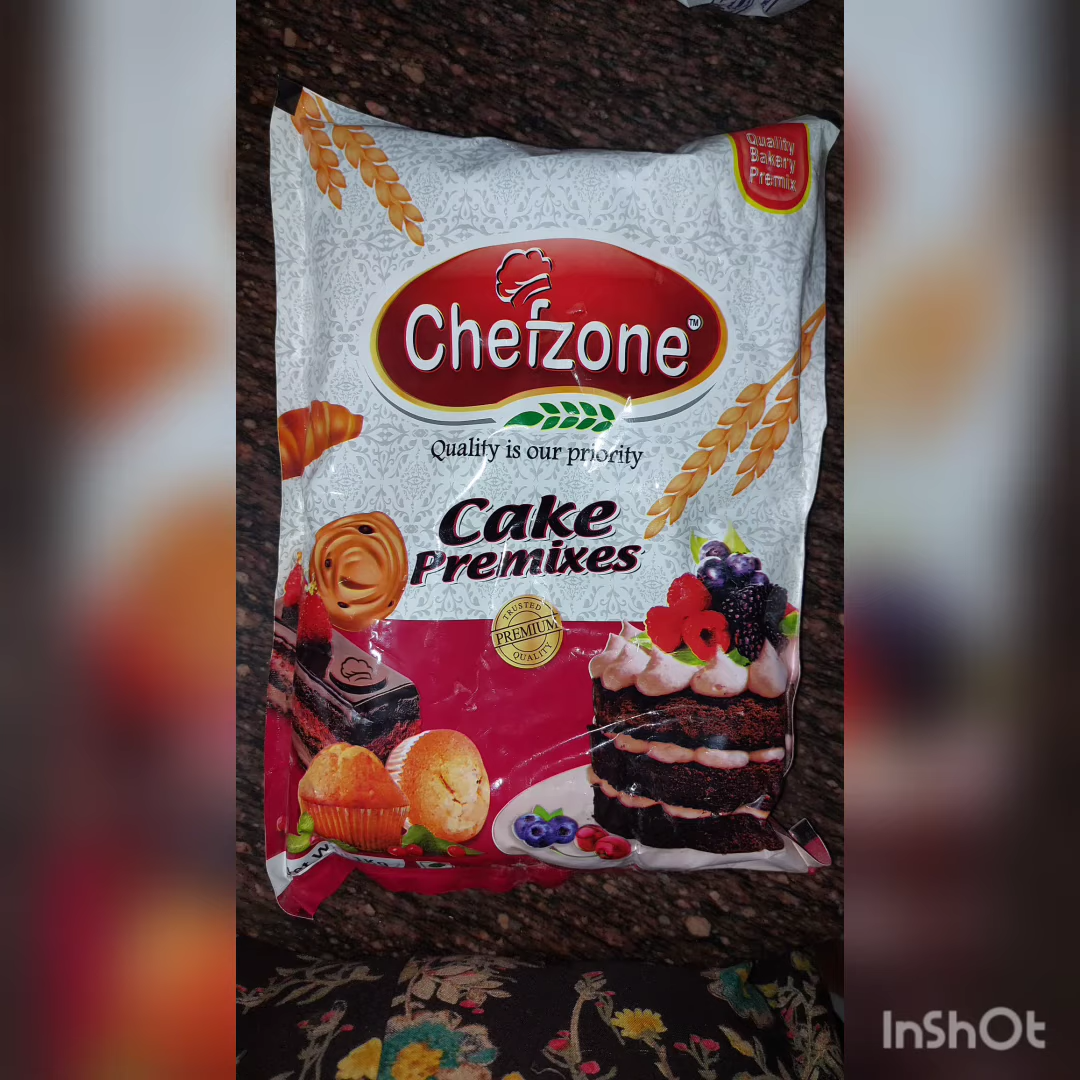 Quality
Bakery
Premix
Chefzone™
Quality is our priority
Cake
Premixes
TRUSTED
PREMIUM
QUALITY
InShOt